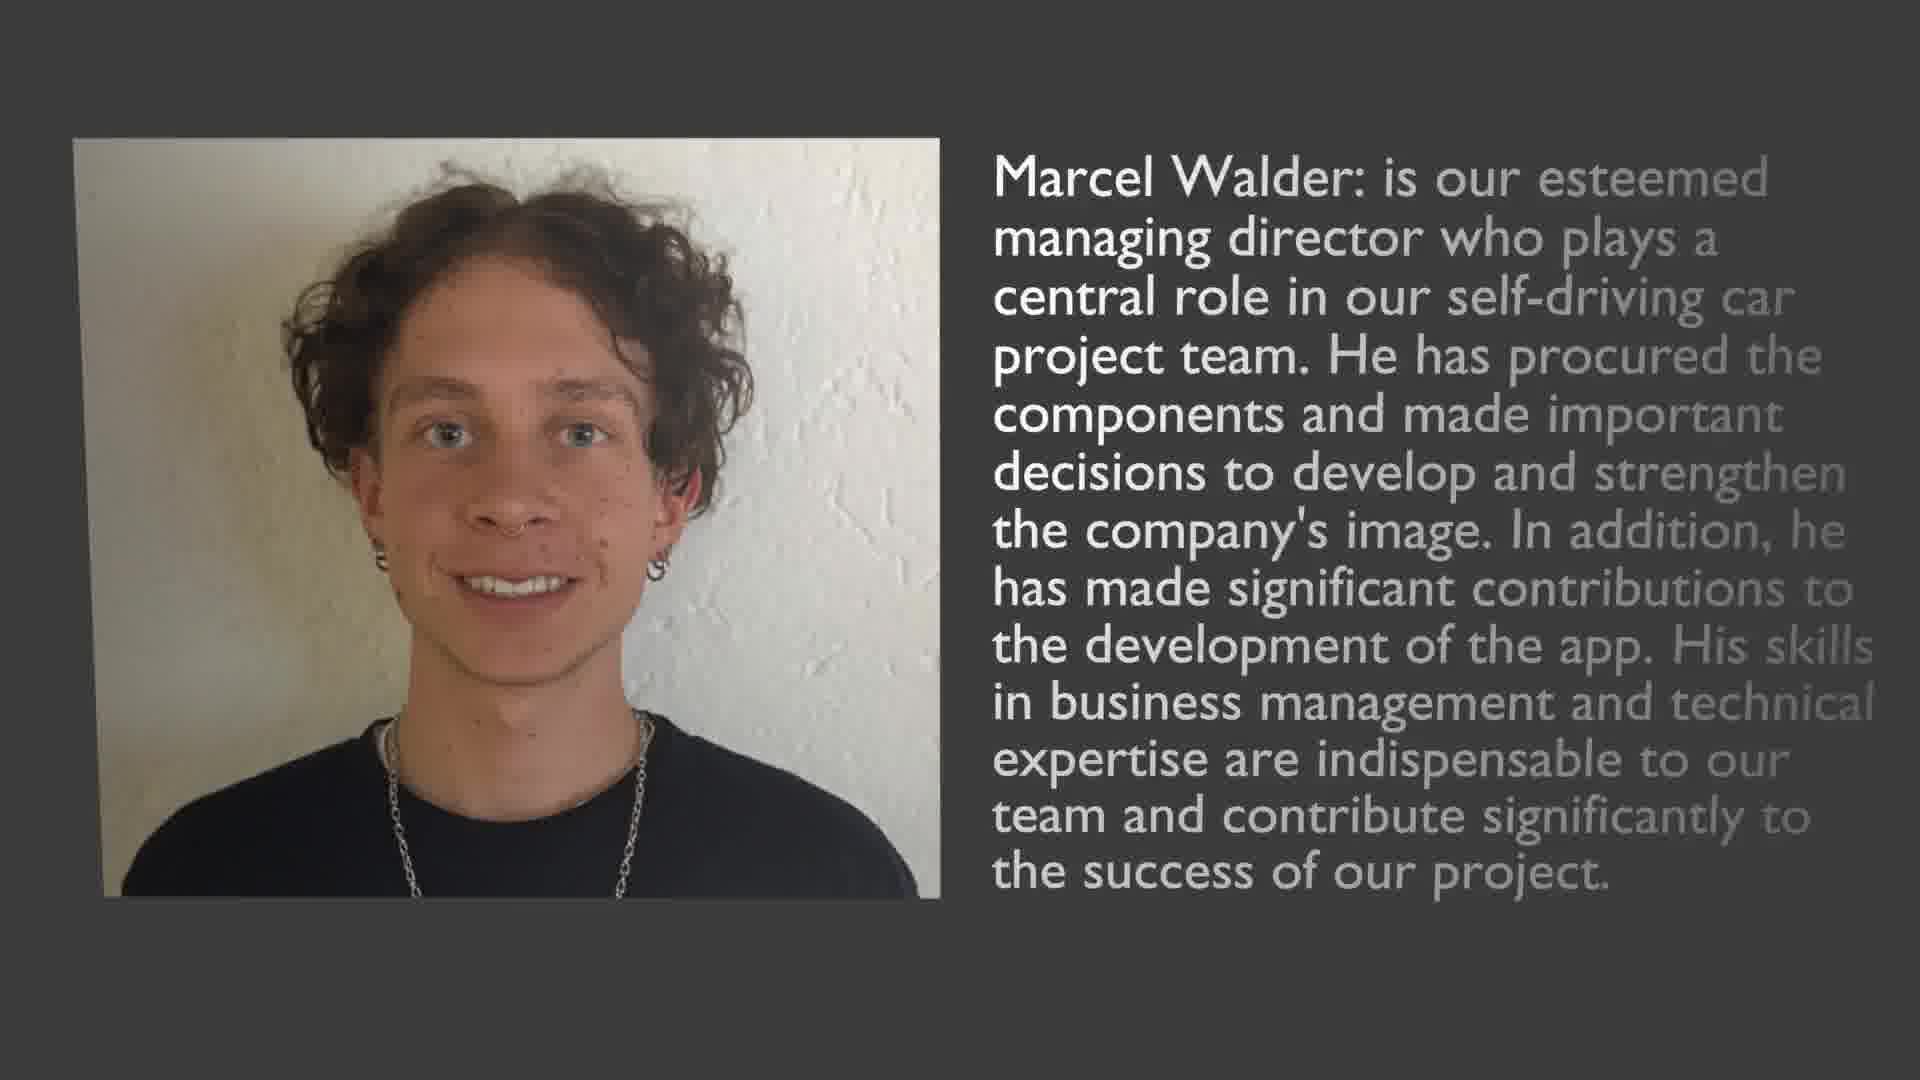 Marcel Walder: is our esteemed
managing director who plays a
central role in our self-driving car
project team. He has procured the
components and made important
decisions to develop and strengthen
the company's image. In addition, he
has made significant contributions to
the development of the app. His skills
in business management and technical
expertise are indispensable to our
team and contribute significantly to
the success of our project.